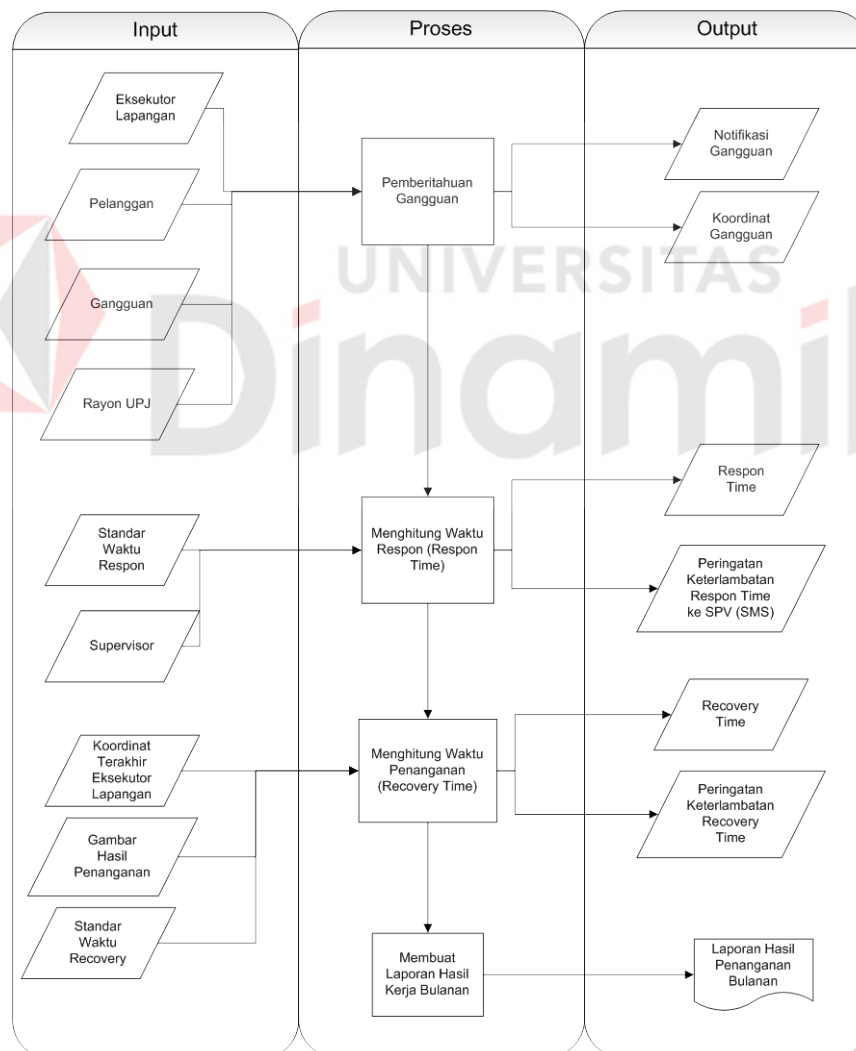 Input
Proses
Output
Eksekutor
Lapangan
Pelanggan
Gangguan
Rayon UPJ
Pemberitahuan
Gangguan
Notifikasi
Gangguan
Koordinat
Gangguan
UNIVERSITAS
Dinamik
Standar
Waktu
Respon
Supervisor
Menghitung Waktu
Respon (Respon
Time)
Respon
Time
Peringatan
Keterlambatan
Respon Time
ke SPV (SMS)
Koordinat
Terakhir
Eksekutor
Lapangan
Gambar
Hasil
Penanganan
Standar
Waktu
Recovery
Menghitung Waktu
Penanganan
(Recovery Time)
Recovery
Time
Peringatan
Keterlambatan
Recovery
Time
Membuat
Laporan Hasil
Kerja Bulanan
Laporan Hasil
Penanganan
Bulanan